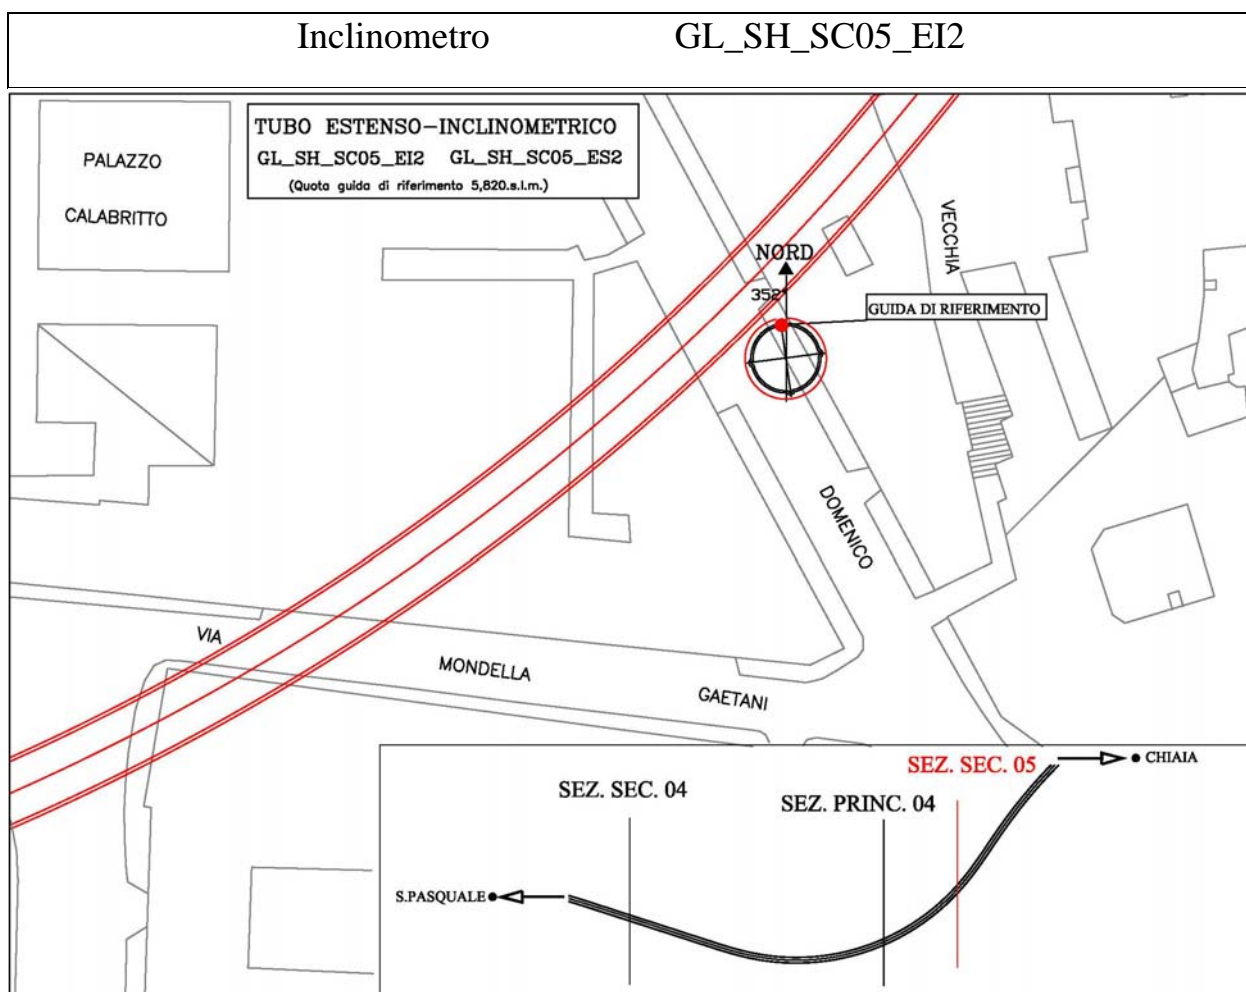 Inclinometro GL_SH_SC05_EI2
TUBO ESTENSO-INCLINOMETRICO
GL_SH_SC05_EI2 GL_SH_SC05_ES2
(Quota guida di riferimento 5,820.s.l.m.)
PALAZZO
CALABRITTO
VECCHIA
NORD
352°
GUIDA DI RIFERIMENTO
DOMENICO
VIA
MONDELLA
GAETANI
SEZ. SEC. 05
CHIAIA
SEZ. SEC. 04
SEZ. PRINC. 04
S.PASQUALE